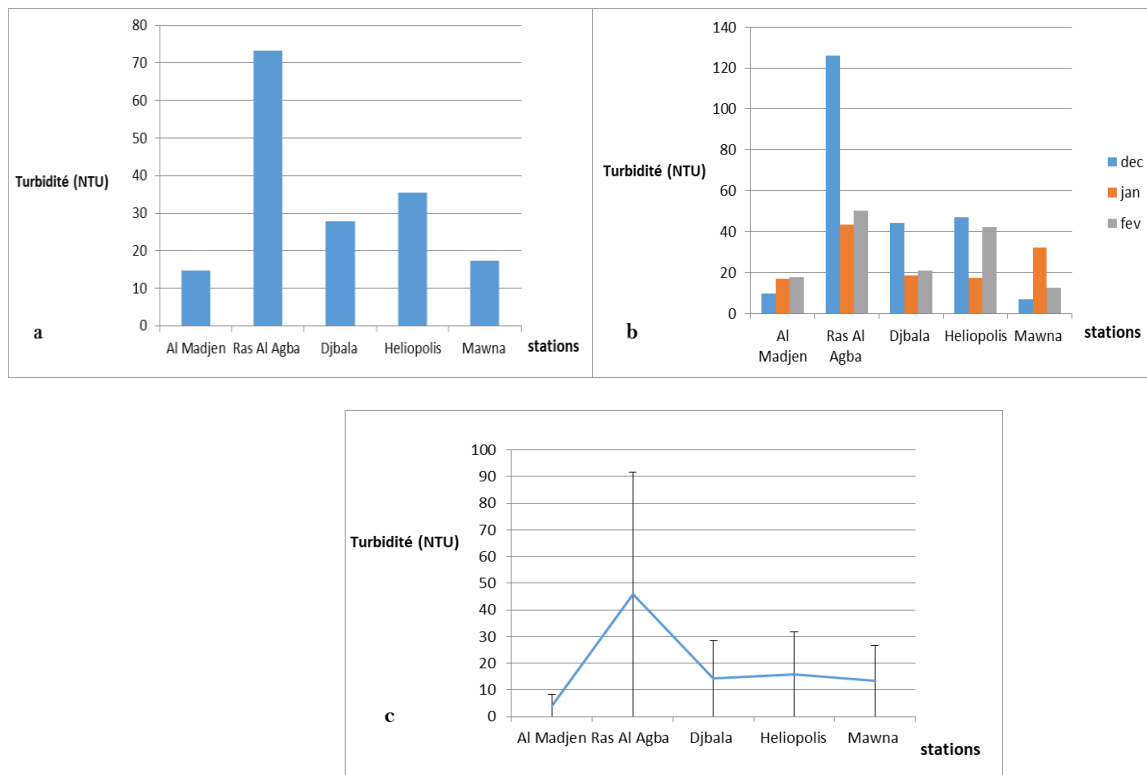 80
70
60
50
40
30
20
10
0
Turbidité (NTU)
Al Madjen Ras Al Agba Djbala Heliopolis Mawna
stations
a
140
120
100
80
60
40
20
0
Turbidité (NTU)
dec
jan
fev
Al Madjen
Ras Al Agba
Djbala
Heliopolis
Mawna
stations
b
100
90
80
70
60
50
40
30
20
10
0
Turbidité (NTU)
Al Madjen Ras Al Agba Djbala Heliopolis Mawna
stations
c